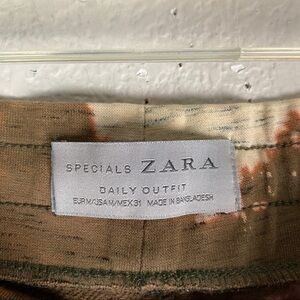 SPECIALS ZARA
DAILY OUTFIT
EUR M/USA M/MEX 31 MADE IN BANGLADESH